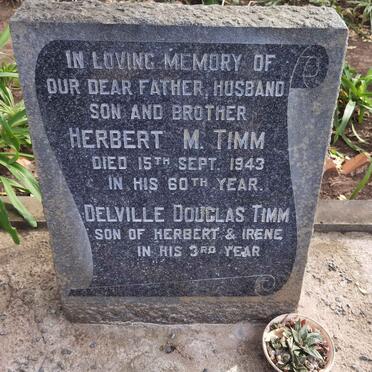 IN LOVING MEMORY OF
OUR DEAR FATHER, HUSBAND
SON AND BROTHER
HERBERT M. TIMM
DIED 15TH SEPT. 1943
IN HIS 60TH YEAR.
DELVILLE DOUGLAS TIMM
SON OF HERBERT & IRENE
IN HIS 3RD YEAR